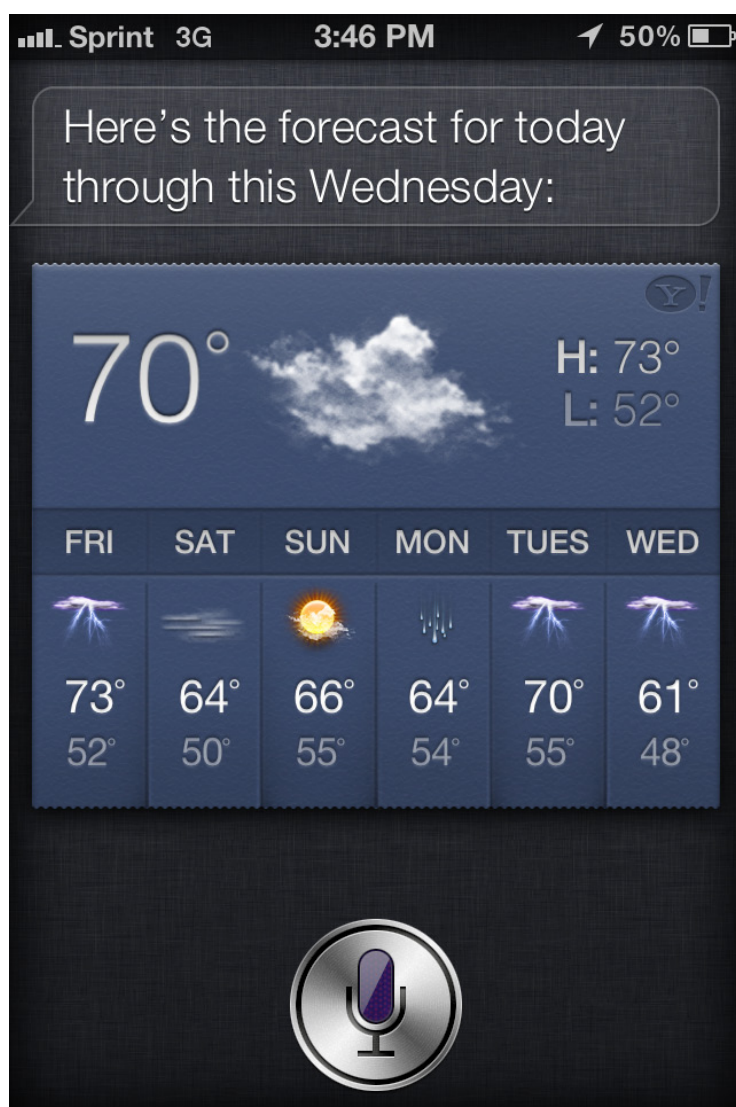 Sprint 3G 3:46 PM 50%
Here's the forecast for today
through this Wednesday:
Y!
70° H: 73°
L: 52°
FRI SAT SUN MON TUES WED
73° 64° 66° 64° 70° 61°
52° 50° 55° 54° 55° 48°